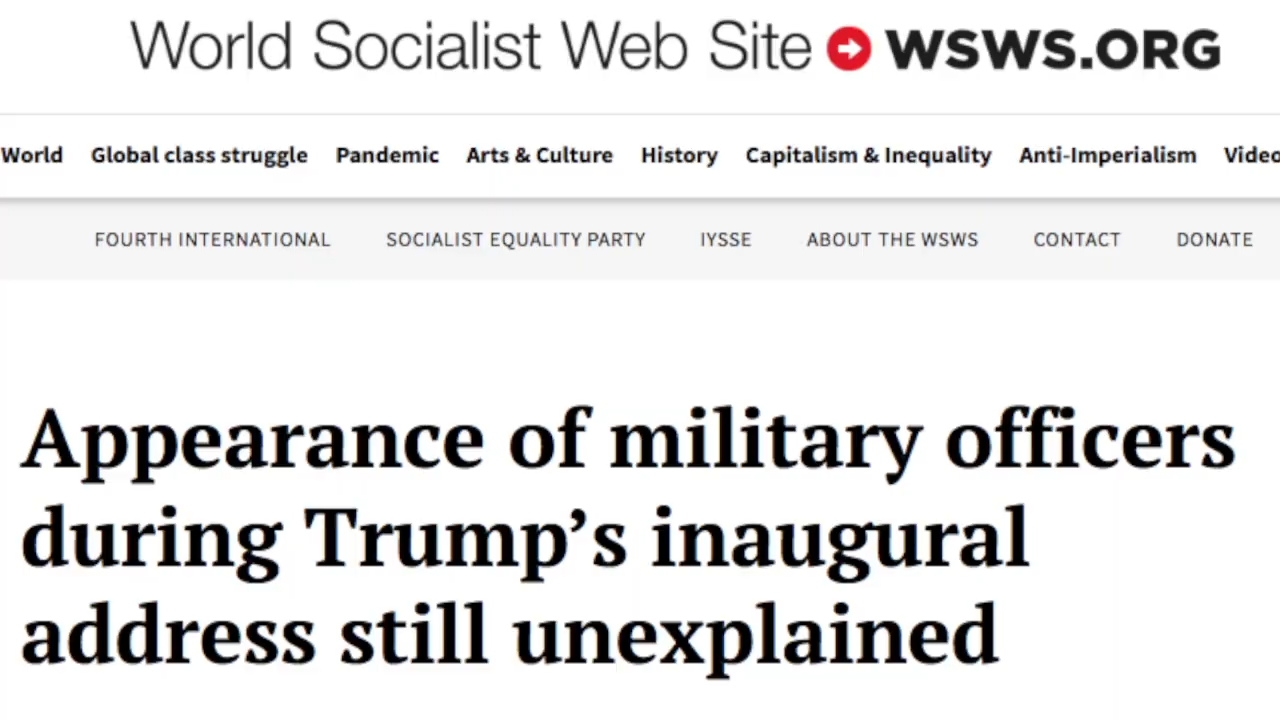 World Socialist Web Site WSWS.ORG
World Global class struggle Pandemic Arts & Culture History Capitalism & Inequality Anti-Imperialism Video
FOURTH INTERNATIONAL SOCIALIST EQUALITY PARTY IYSSE ABOUT THE WSWS CONTACT DONATE
Appearance of military officers
during Trump’s inaugural
address still unexplained